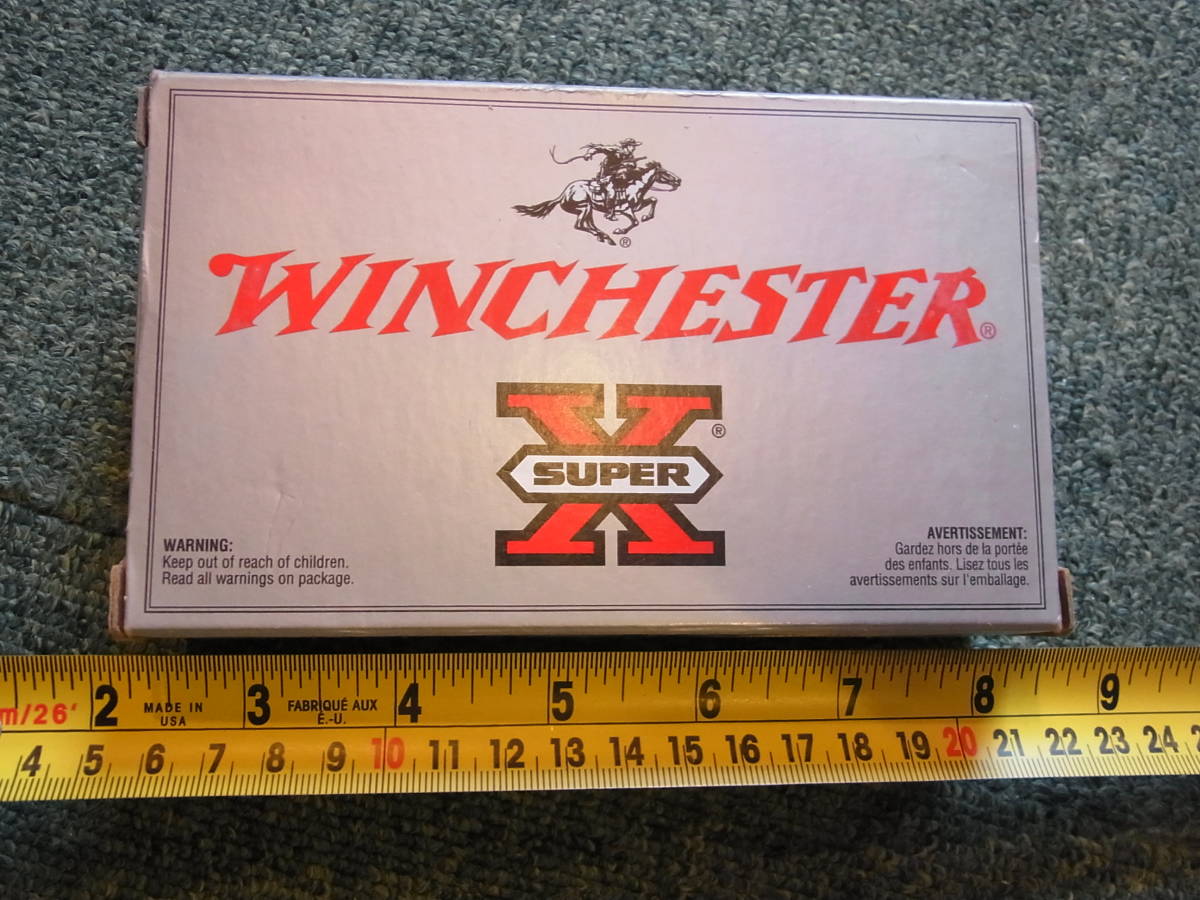 ®
WINCHESTER®
X®
SUPER
WARNING:
Keep out of reach of children.
Read all warnings on package.
AVERTISSEMENT:
Gardez hors de la portée
des enfants. Lisez tous les
avertissements sur l'emballage.
m/26' 2 MADE IN USA 3 FABRIQUÉ AUX É.-U. 4 5 6 7 8 9
4 5 6 7 8 9 10 11 12 13 14 15 16 17 18 19 20 21 22 23 24